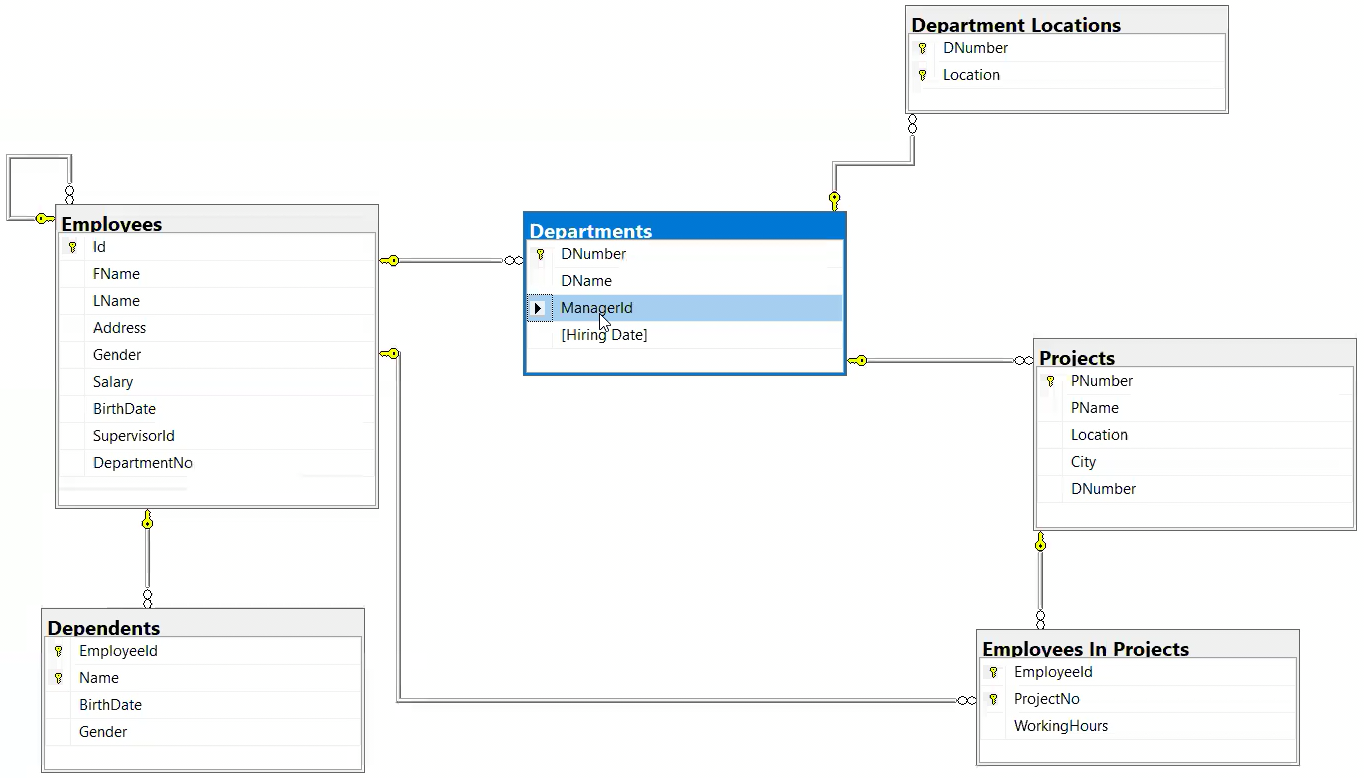 Department Locations
DNumber
Location
Employees
Id
FName
LName
Address
Gender
Salary
BirthDate
SupervisorId
DepartmentNo
Departments
DNumber
DName
ManagerId
[Hiring Date]
Projects
PNumber
PName
Location
City
DNumber
Dependents
EmployeeId
Name
BirthDate
Gender
Employees In Projects
EmployeeId
ProjectNo
WorkingHours